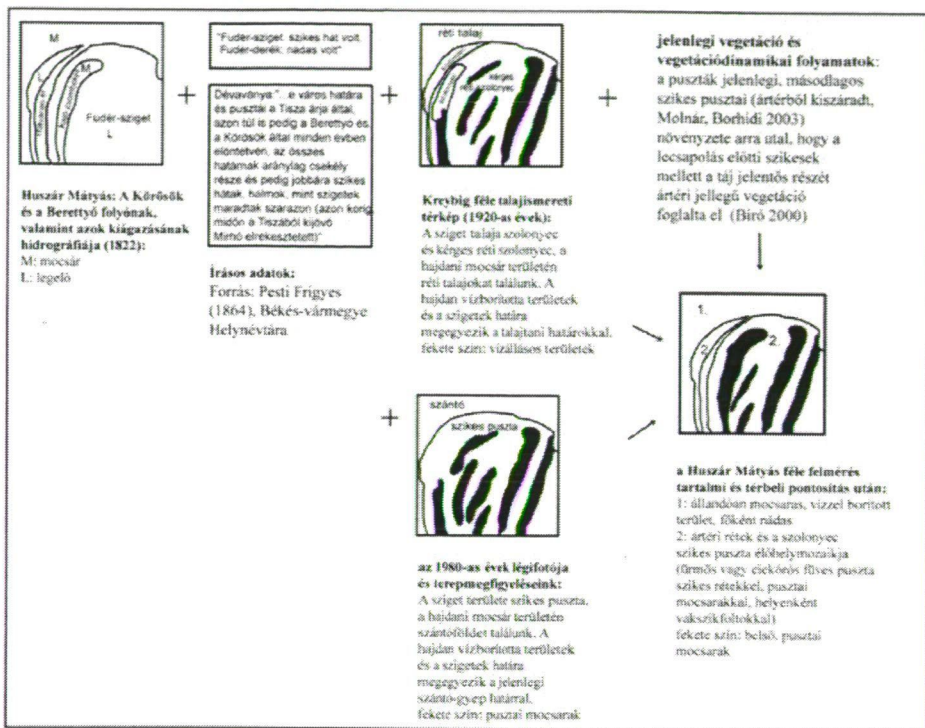 M
M
Fudér-sziget
L
Huszár Mátyás: A Körösök
és a Berettyó folyónak,
valamint azok kiágazásának
hidrográfiája (1822):
M: mocsár
L: legelő
+
"Fudér-sziget: szikes hát volt.
Fudér-derék: nádas volt"
Dévaványa:"...e város határa
és pusztái a Tisza árja által,
azon túl is pedig a Berettyó és
a Körösök által minden évben
elöntetvén, az összes
határnak aránylag csekély
része és pedig jobbára szikes
hátak, halmok, mint szigetek
maradtak szárazon (azon korig,
midőn a Tiszából kijövő
Mirhó elrekesztetett)"
Írásos adatok:
Forrás: Pesti Frigyes
(1864), Békés-vármegye
Helynévtára
+
réti talaj
kérges
réti szolonyec
Kreybig féle talajismereti
térkép (1920-as évek):
A sziget talaja szolonyec
és kérges réti szolonyec, a
hajdani mocsár területén
réti talajokat találunk. A
hajdan vízborította területek
és a szigetek határa
megegyezik a talajtani határokkal.
fekete szín: vízállásos területek
+
jelenlegi vegetáció és
vegetációdinamikai folyamatok:
a puszták jelenlegi, másodlagos
szikes pusztai (ártérből kiszáradt,
Molnár, Borhidi 2003)
növényzete arra utal, hogy a
lecsapolás előtti szikesek
mellett a táj jelentős részét
ártéri jellegű vegetáció
foglalta el (Biró 2000)
+
szántó
szikes puszta
az 1980-as évek légifotója
és terepmegfigyeléseink:
A sziget területe szikes puszta,
a hajdani mocsár területén
szántóföldet találunk. A
hajdan vízborította területek
és a szigetek határa
megegyezik a jelenlegi
szántó-gyep határral.
fekete szín: pusztai mocsarak
1.
2.
2.
a Huszár Mátyás féle felmérés
tartalmi és térbeli pontosítás után:
1: állandóan mocsaras, vízzel borított
terület, főként nádas
2: ártéri rétek és a szolonyec
szikes puszta élőhelymozaikja
(ürmös vagy cickórós füves puszta
szikes rétekkel, pusztai
mocsarakkal, helyenként
vakszikfoltokkal)
fekete szín: belső, pusztai
mocsarak